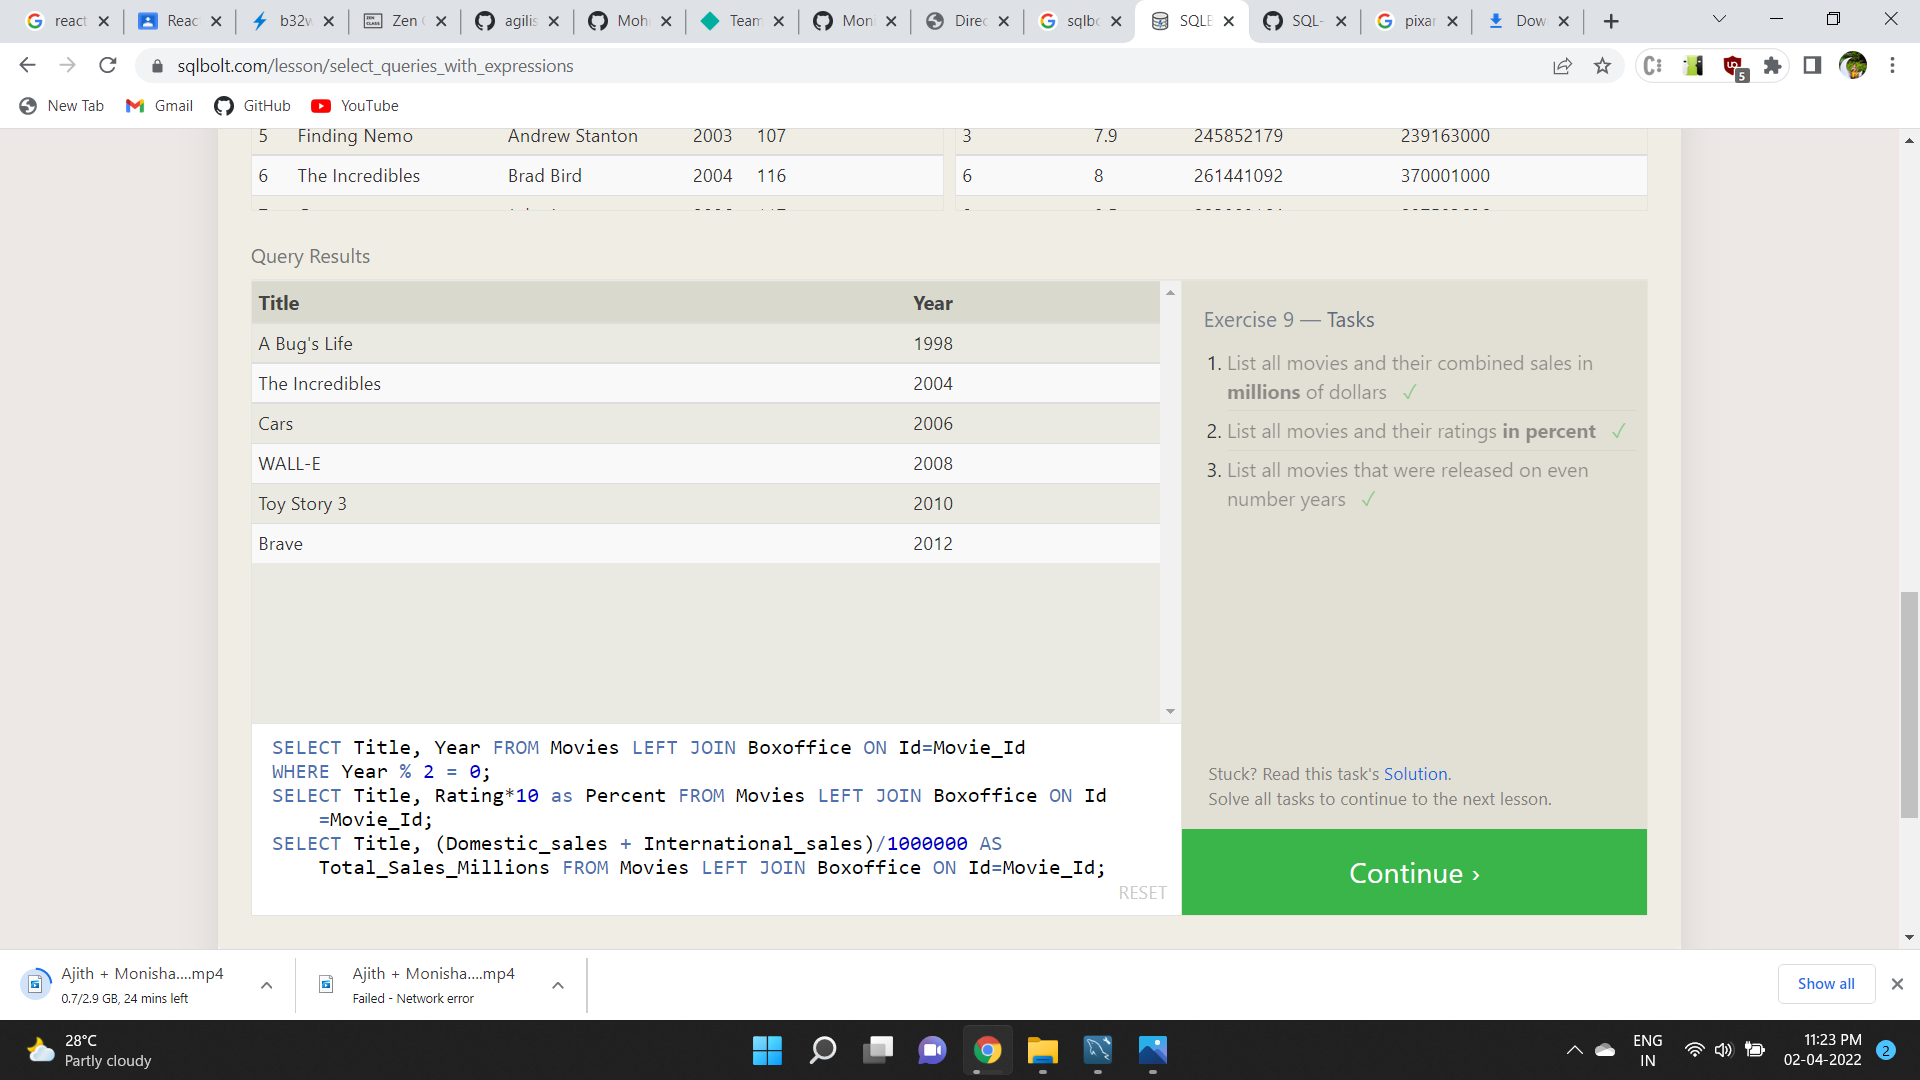 react
Reac
b32w
Zen
agilis
Moh
Team
Moni
Direc
sqlbo
SQLB
SQL-
pixar
Dow
sqlbolt.com/lesson/select_queries_with_expressions
5
New Tab
Gmail
GitHub
YouTube
5 Finding Nemo Andrew Stanton 2003 107
3 7.9 245852179 239163000
6 The Incredibles Brad Bird 2004 116
6 8 261441092 370001000
Query Results
Title Year
A Bug's Life 1998
The Incredibles 2004
Cars 2006
WALL-E 2008
Toy Story 3 2010
Brave 2012
Exercise 9 — Tasks
1. List all movies and their combined sales in
millions of dollars ✓
2. List all movies and their ratings in percent ✓
3. List all movies that were released on even
number years ✓
SELECT Title, Year FROM Movies LEFT JOIN Boxoffice ON Id=Movie_Id
WHERE Year % 2 = 0;
SELECT Title, Rating*10 as Percent FROM Movies LEFT JOIN Boxoffice ON Id
=Movie_Id;
SELECT Title, (Domestic_sales + International_sales)/1000000 AS
Total_Sales_Millions FROM Movies LEFT JOIN Boxoffice ON Id=Movie_Id;
RESET
Stuck? Read this task's Solution.
Solve all tasks to continue to the next lesson.
Continue ›
Ajith + Monisha....mp4
0.7/2.9 GB, 24 mins left
Ajith + Monisha....mp4
Failed - Network error
Show all
28°C
Partly cloudy
ENG
IN
11:23 PM
02-04-2022
2